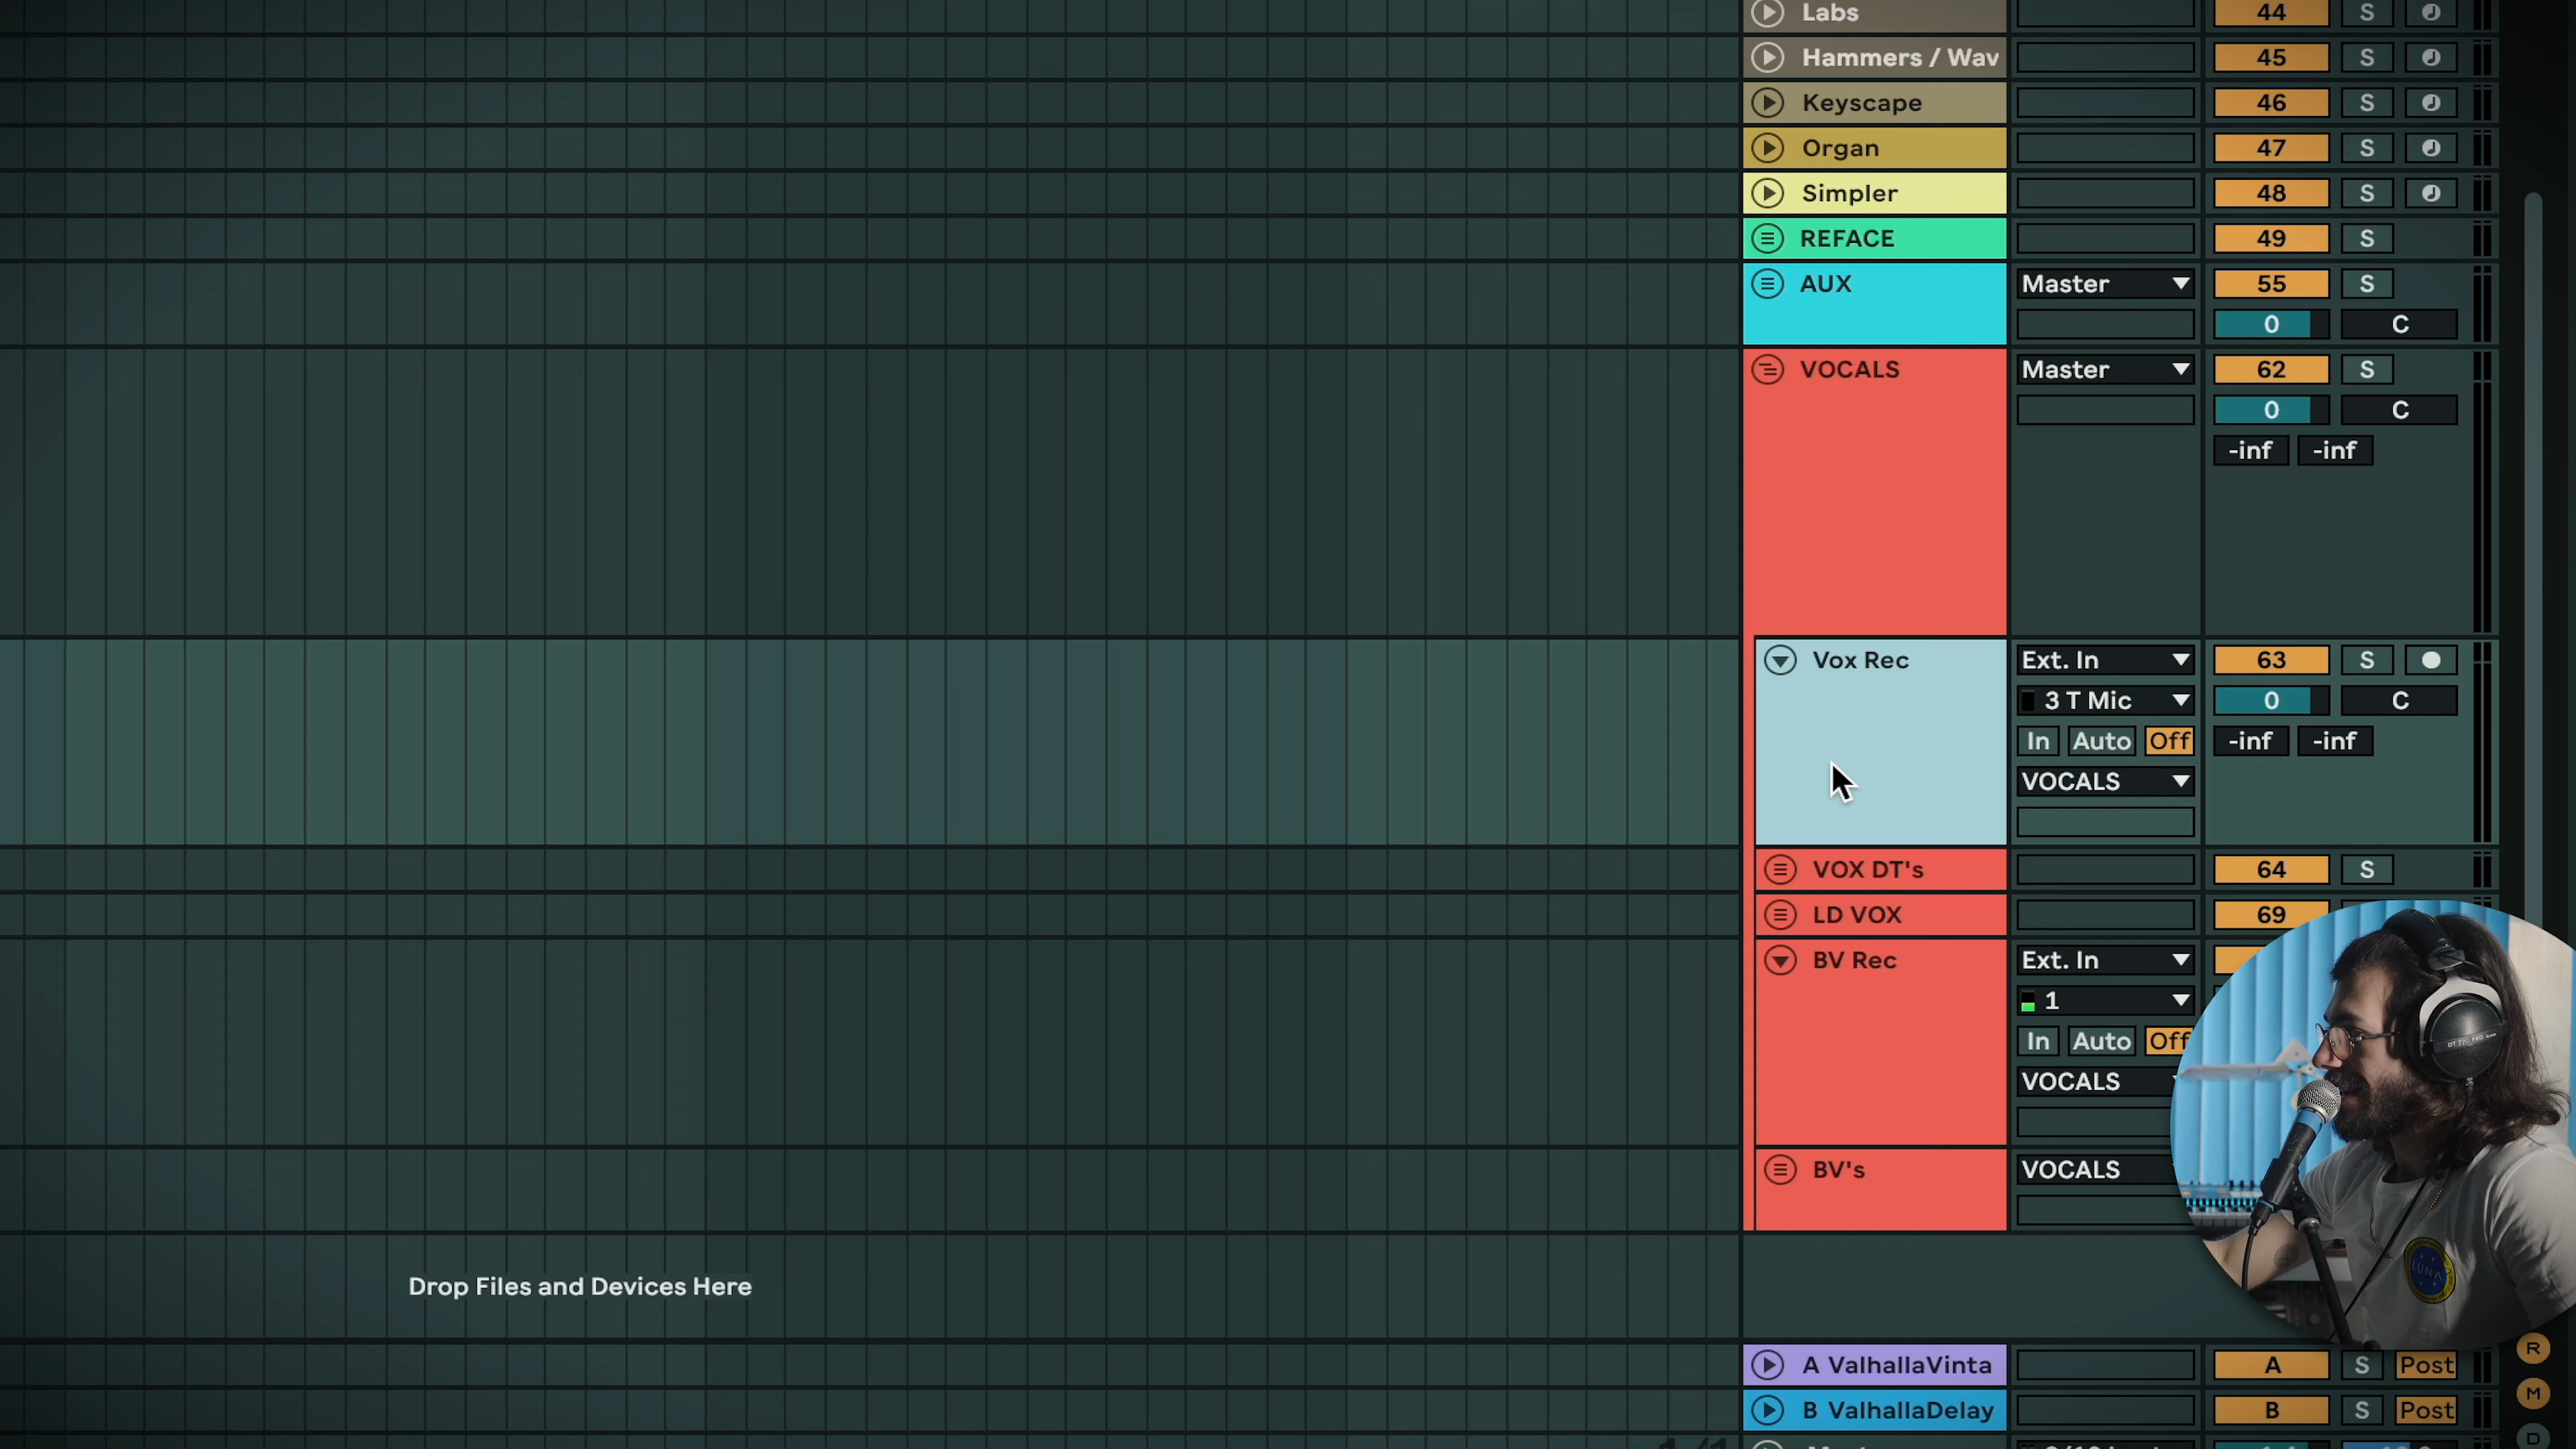 Labs 44 S
Hammers / Wav 45 S
Keyscape 46 S
Organ 47 S
Simpler 48 S
REFACE 49 S
AUX Master 55 S
0 C
VOCALS Master 62 S
0 C
-inf -inf
Vox Rec Ext. In 63 S
3 T Mic 0 C
In Auto Off -inf -inf
VOCALS
VOX DT's 64 S
LD VOX 69
BV Rec Ext. In
1
In Auto Off
VOCALS
BV's VOCALS
Drop Files and Devices Here
LUNA
R
A ValhallaVinta A S Post
M
B ValhallaDelay B S Post
D